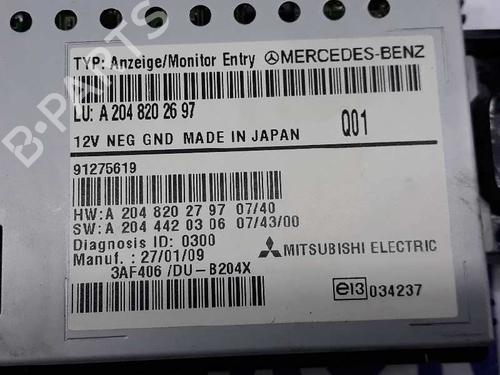 TYP: Anzeige/Monitor Entry MERCEDES-BENZ
LU: A 204 820 26 97
12V NEG GND MADE IN JAPAN Q01
91275619
HW:A 204 820 27 97 07/40
SW:A 204 442 03 06 07/43/00
Diagnosis ID: 0300
Manuf. : 27/01/09
MITSUBISHI ELECTRIC
3AF406 /DU-B204X
e13 034237
B-PARTS